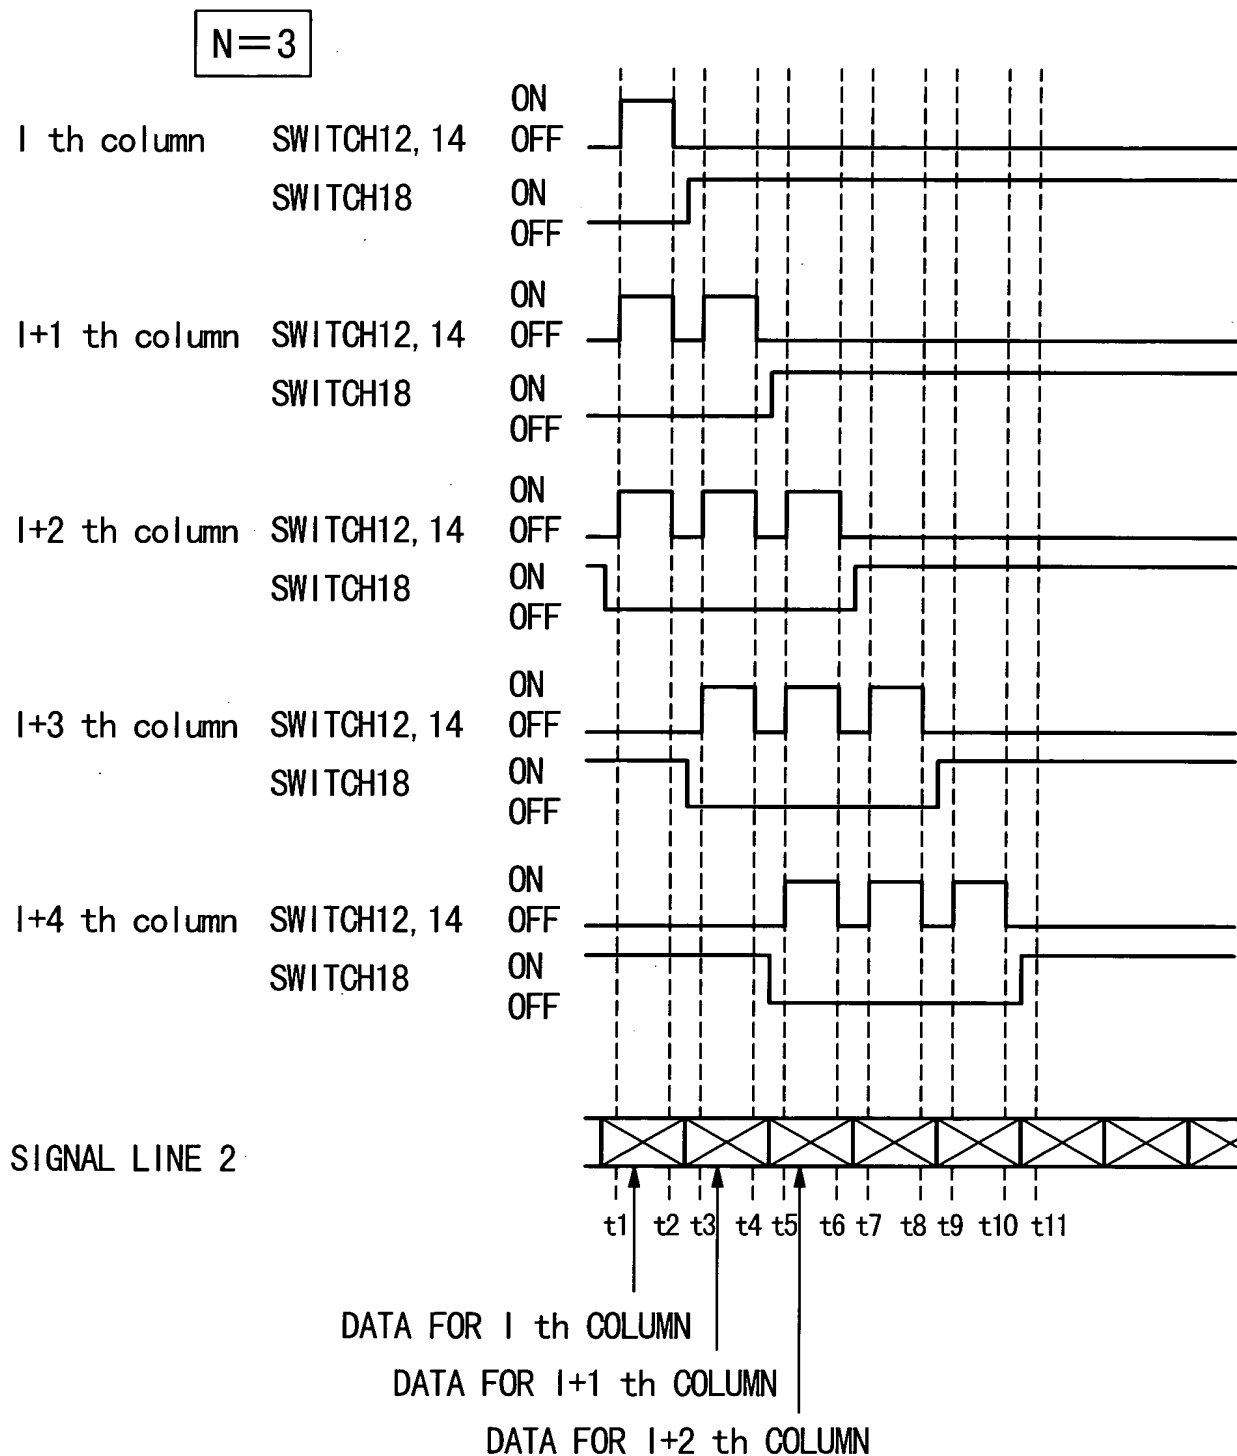 N=3
I th column SWITCH12, 14 ON OFF
SWITCH18 ON OFF
I+1 th column SWITCH12, 14 ON OFF
SWITCH18 ON OFF
I+2 th column SWITCH12, 14 ON OFF
SWITCH18 ON OFF
I+3 th column SWITCH12, 14 ON OFF
SWITCH18 ON OFF
I+4 th column SWITCH12, 14 ON OFF
SWITCH18 ON OFF
SIGNAL LINE 2
t1 t2 t3 t4 t5 t6 t7 t8 t9 t10 t11
DATA FOR I th COLUMN
DATA FOR I+1 th COLUMN
DATA FOR I+2 th COLUMN